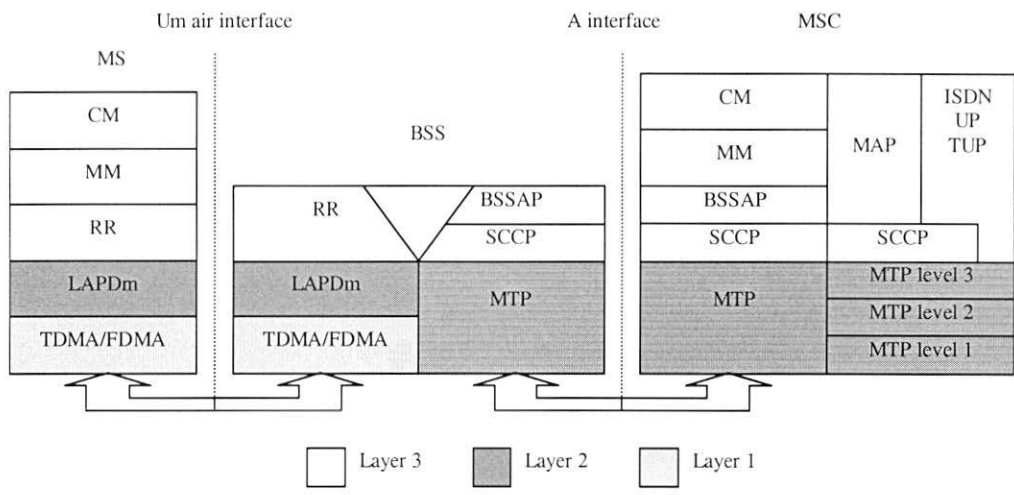 Um air interface
A interface
MSC
MS
BSS
CM
MM
RR
LAPDm
TDMA/FDMA
RR
BSSAP
SCCP
LAPDm
TDMA/FDMA
MTP
CM
MM
BSSAP
SCCP
MTP
MAP
ISDN
UP
TUP
SCCP
MTP level 3
MTP level 2
MTP level 1
Layer 3
Layer 2
Layer 1